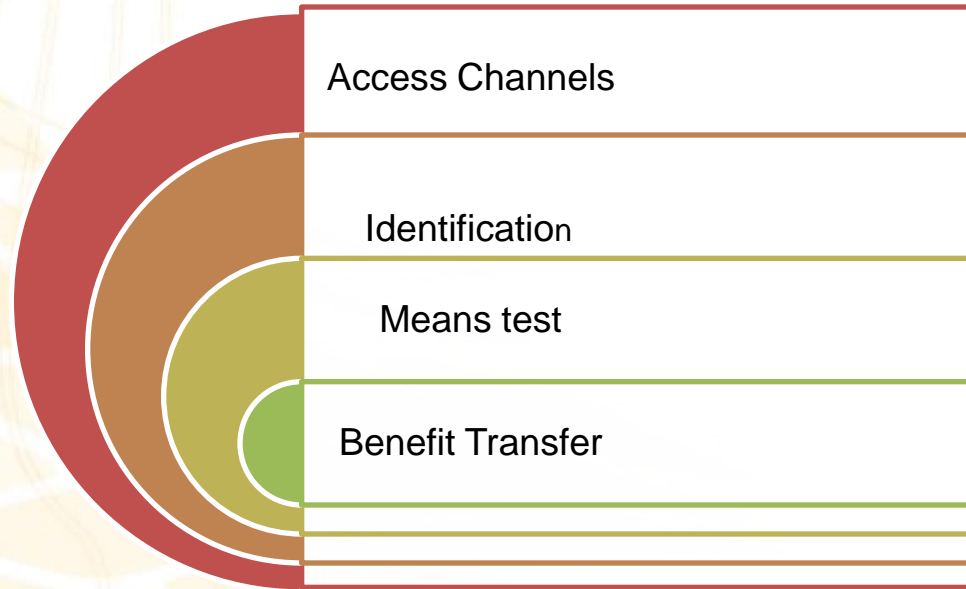 Access Channels
Identification
Means test
Benefit Transfer